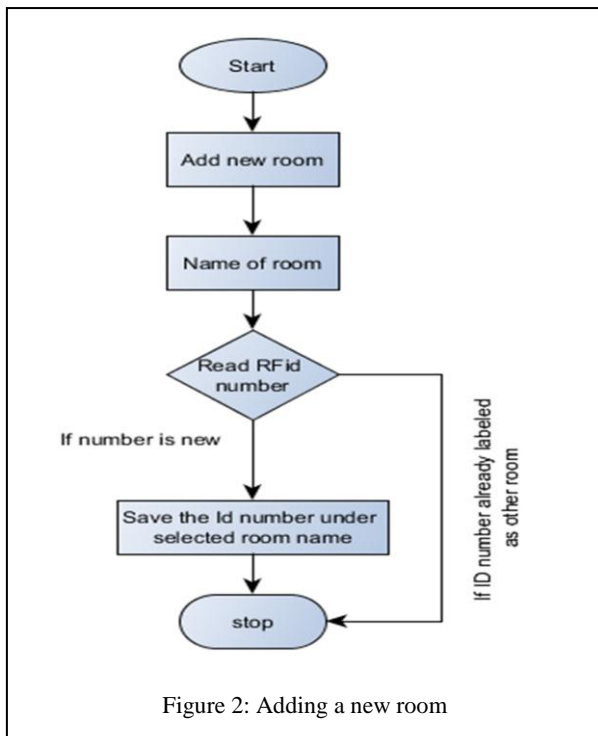 Start
Add new room
Name of room
Read RFid
number
If number is new
If ID number already labeled
as other room
Save the Id number under
selected room name
stop
Figure 2: Adding a new room